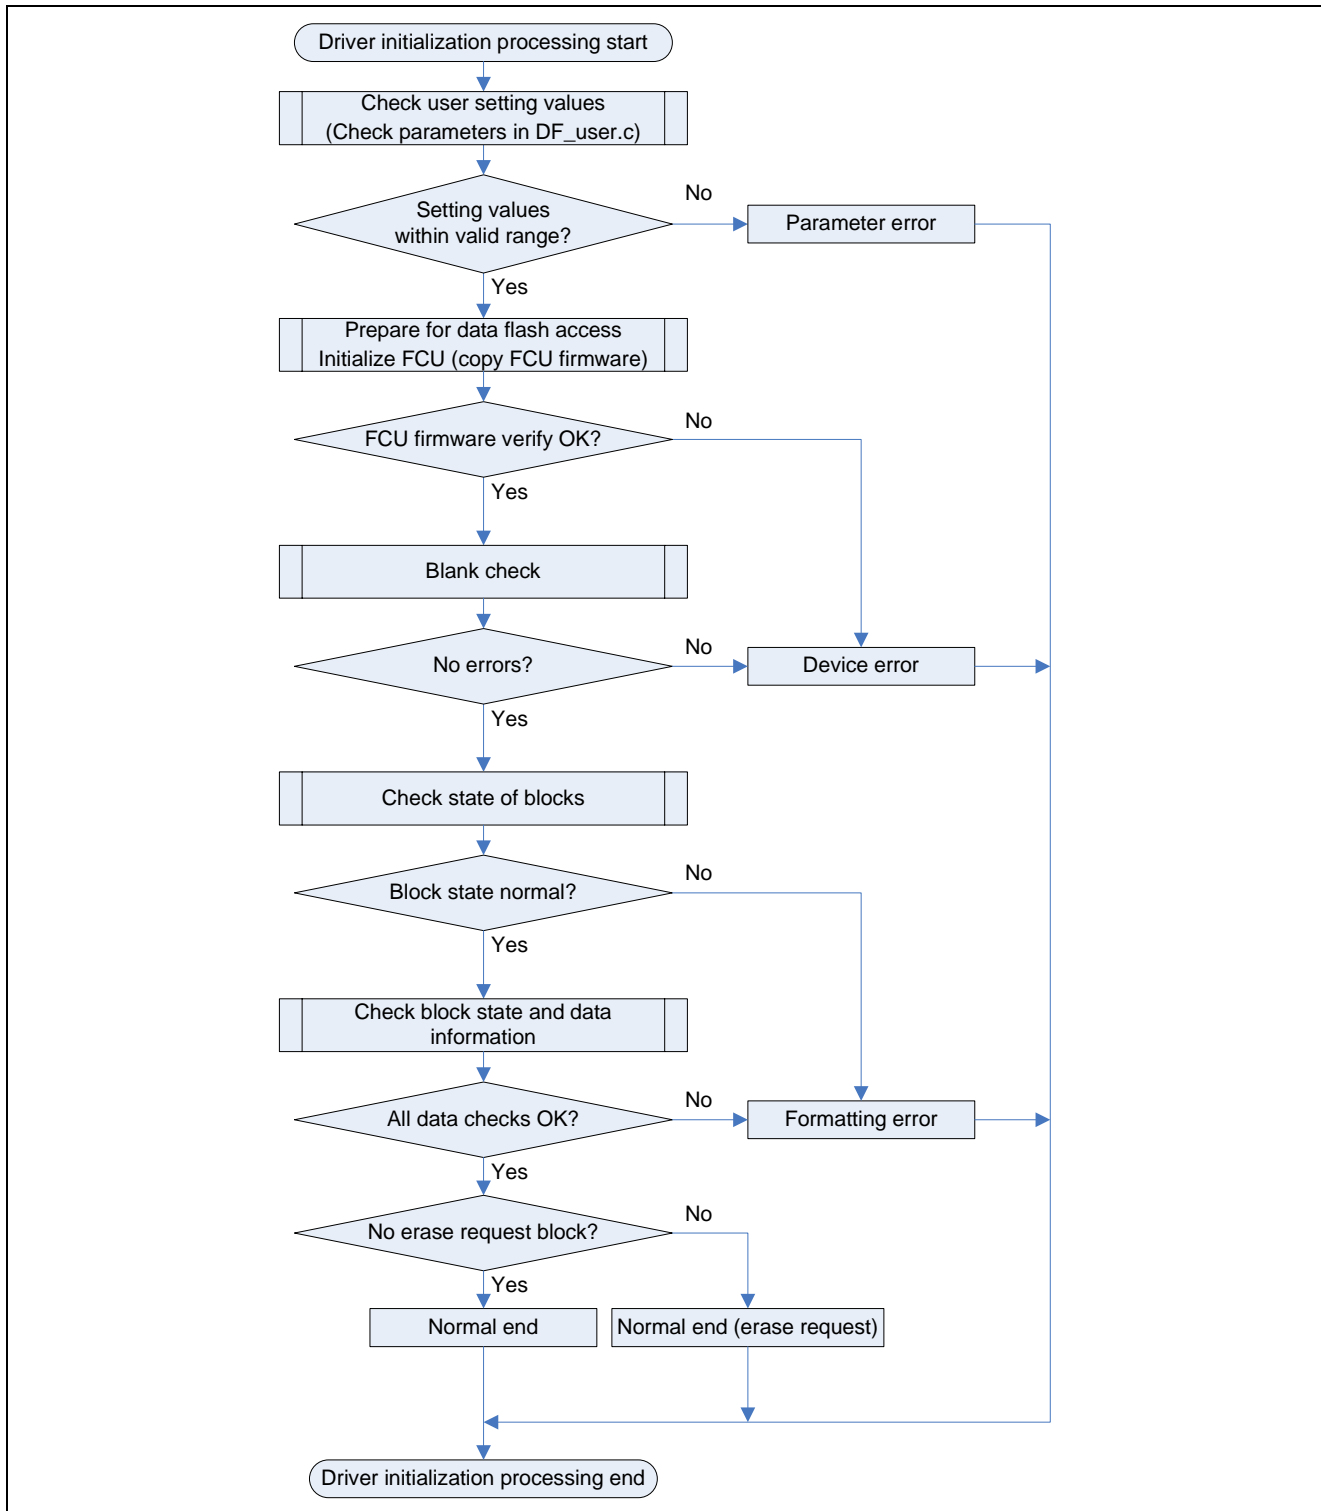 Driver initialization processing start
Check user setting values
(Check parameters in DF_user.c)
No
Setting values
within valid range?
Parameter error
Yes
Prepare for data flash access
Initialize FCU (copy FCU firmware)
No
FCU firmware verify OK?
Yes
Blank check
No
No errors?
Device error
Yes
Check state of blocks
No
Block state normal?
Yes
Check block state and data
information
No
All data checks OK?
Formatting error
Yes
No
No erase request block?
Yes
Normal end
Normal end (erase request)
Driver initialization processing end